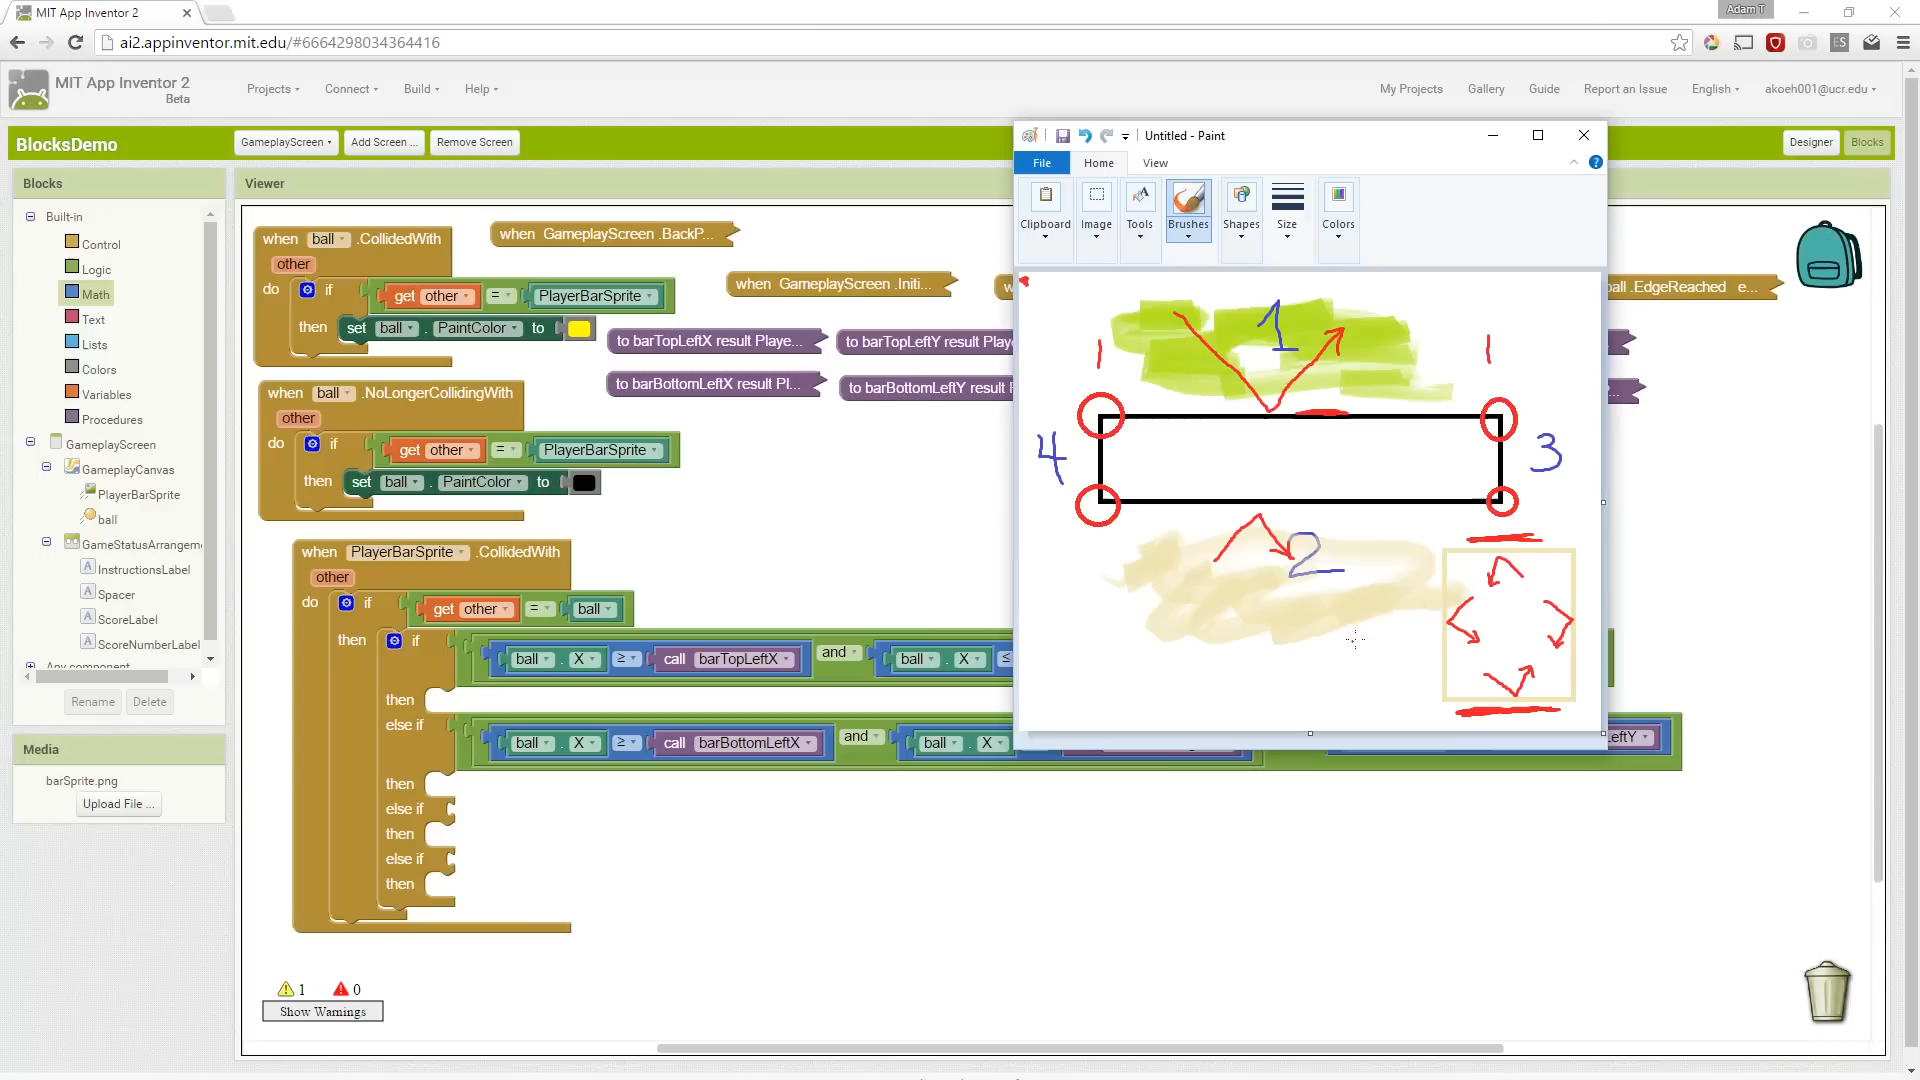 MIT App Inventor 2
Adam T
ai2.appinventor.mit.edu/#6664298034364416
ES
MIT App Inventor 2
Beta
Projects
Connect
Build
Help
My Projects
Gallery
Guide
Report an Issue
English
akoeh001@ucr.edu
BlocksDemo
GameplayScreen
Add Screen ...
Remove Screen
Designer
Blocks
Blocks
Built-in
Control
Logic
Math
Text
Lists
Colors
Variables
Procedures
GameplayScreen
GameplayCanvas
PlayerBarSprite
ball
GameStatusArrangeme
InstructionsLabel
Spacer
ScoreLabel
ScoreNumberLabel
Any component
Rename
Delete
Media
barSprite.png
Upload File ...
Viewer
when ball .CollidedWith
other
do if get other = PlayerBarSprite
then set ball . PaintColor to
when GameplayScreen .BackP...
when GameplayScreen .Initi...
ball .EdgeReached e...
to barTopLeftX result Playe...
to barTopLeftY result Play
to barBottomLeftX result Pl...
to barBottomLeftY result P
when ball .NoLongerCollidingWith
other
do if get other = PlayerBarSprite
then set ball . PaintColor to
when PlayerBarSprite .CollidedWith
other
do if get other = ball
then if ball . X ≥ call barTopLeftX and ball . X ≤
then
else if ball . X ≥ call barBottomLeftX and ball . X
eftY
then
else if
then
else if
then
1 0
Show Warnings
Untitled - Paint
File
Home
View
Clipboard
Image
Tools
Brushes
Shapes
Size
Colors
1
1
1
4
3
2